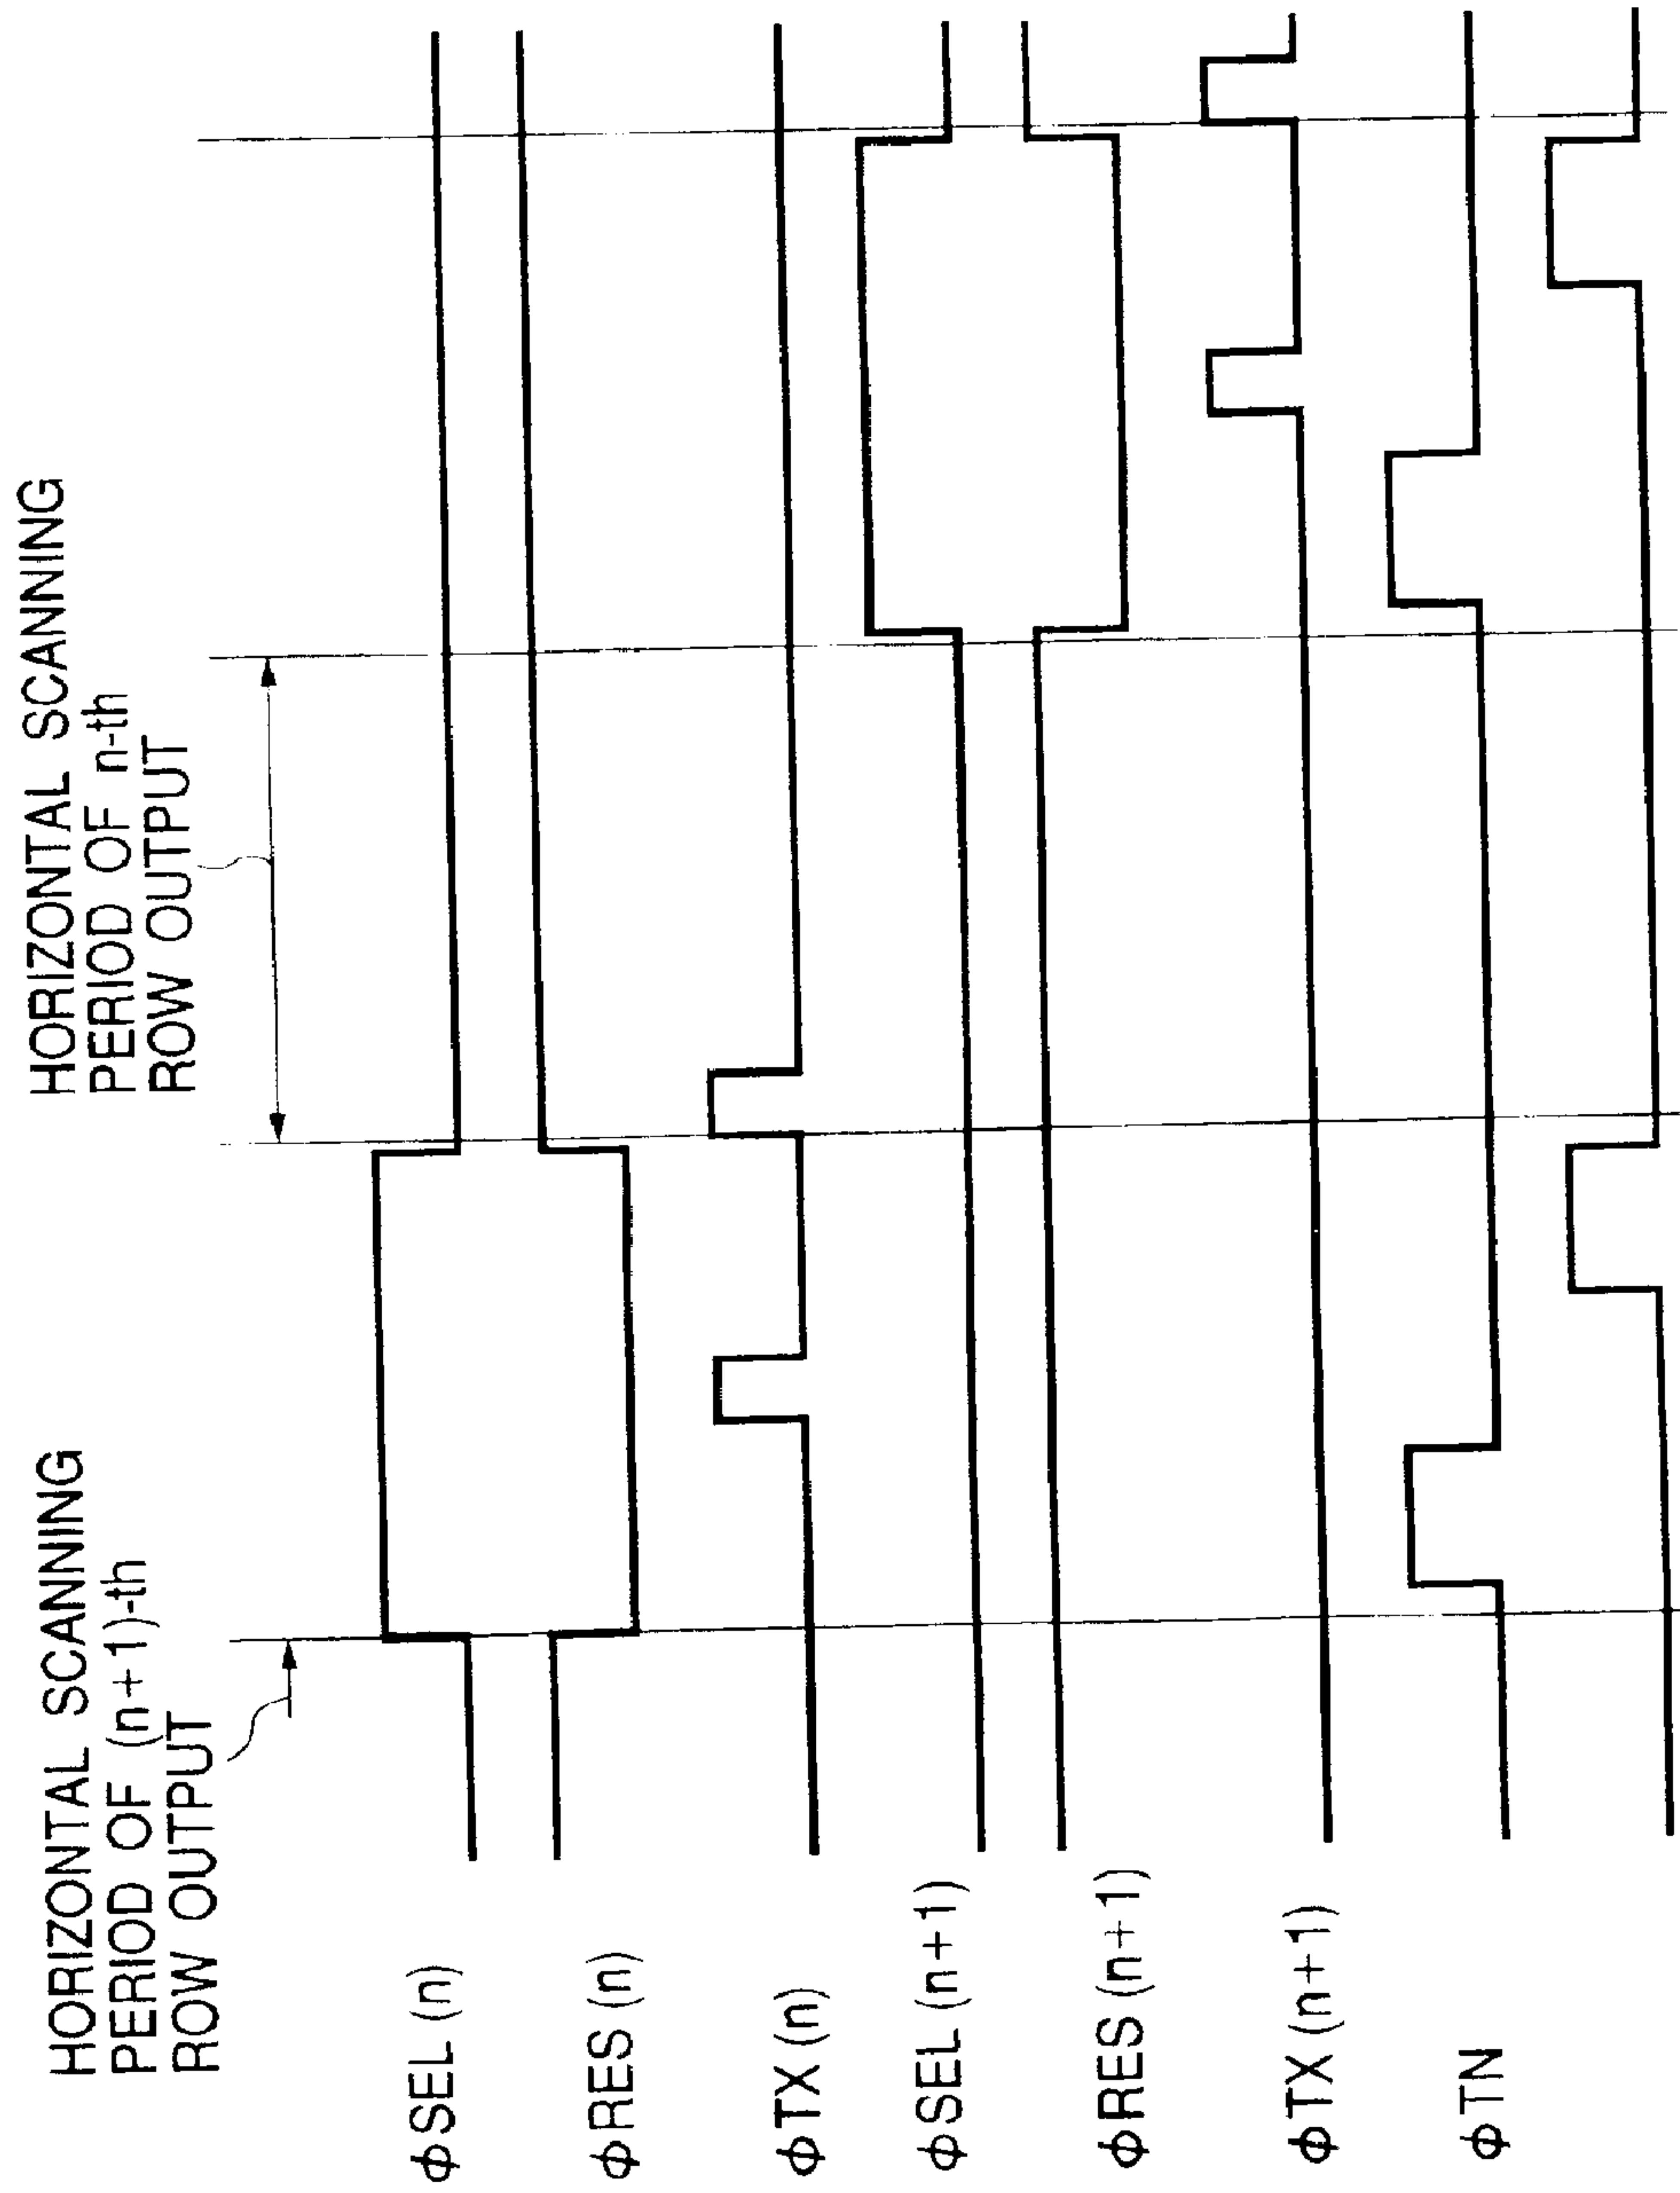 HORIZONTAL SCANNING
PERIOD OF (n+1)-th
ROW OUTPUT
HORIZONTAL SCANNING
PERIOD OF n-th
ROW OUTPUT
ϕSEL (n)
ϕRES (n)
ϕTX (n)
ϕSEL (n+1)
ϕRES (n+1)
ϕTX (n+1)
ϕTN